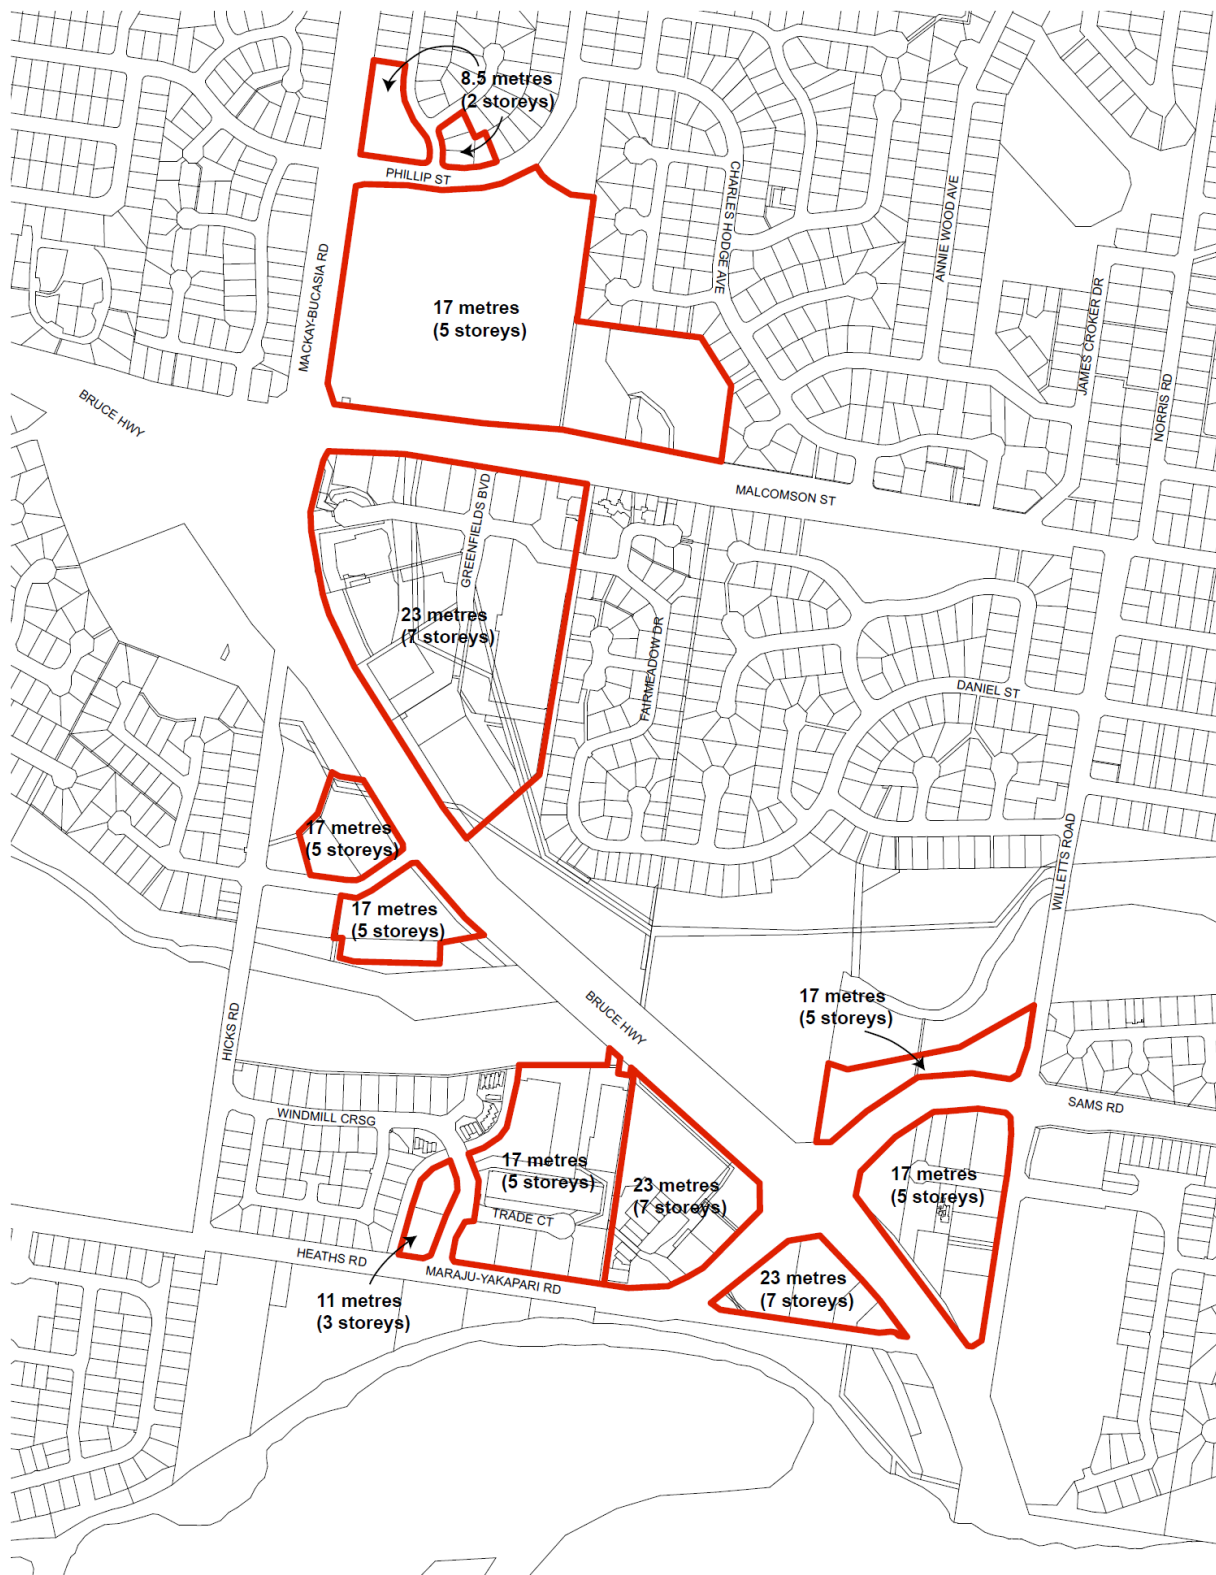 8.5 metres
(2 storeys)
PHILLIP ST
CHARLES HODGE AVE
ANNIE WOOD AVE
MACKAY-BUCASIA RD
17 metres
(5 storeys)
JAMES CROKER DR
NORRIS RD
BRUCE HWY
MALCOMSON ST
GREENFIELDS BVD
23 metres
(7 storeys)
FAIRMEADOW DR
DANIEL ST
17 metres
(5 storeys)
WILLETTS ROAD
17 metres
(5 storeys)
17 metres
(5 storeys)
BRUCE HWY
HICKS RD
SAMS RD
WINDMILL CRSG
17 metres
(5 storeys)
23 metres
(7 storeys)
17 metres
(5 storeys)
TRADE CT
HEATHS RD
MARAJU-YAKAPARI RD
23 metres
(7 storeys)
11 metres
(3 storeys)